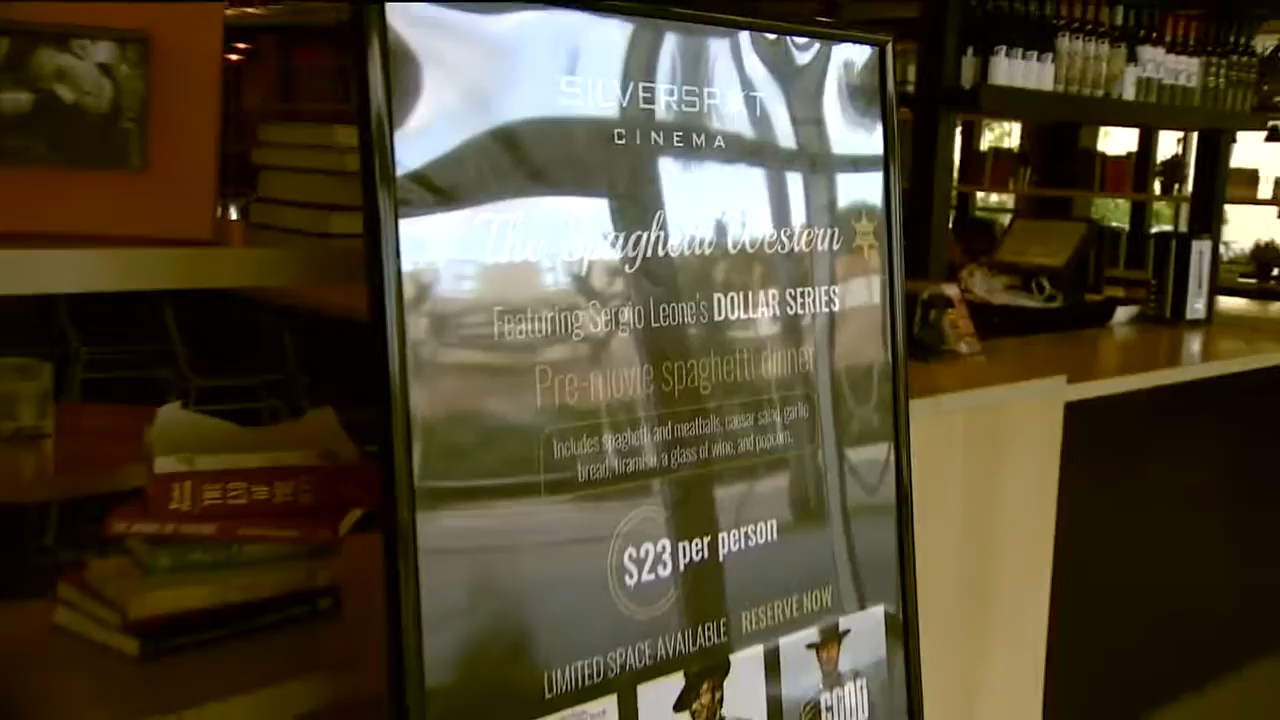 SILVERSPOT
CINEMA
The Spaghetti Western
Featuring Sergio Leone's DOLLAR SERIES
Pre-movie spaghetti dinner
Includes spaghetti and meatballs, caesar salad, garlic
bread, tiramisu, a glass of wine, and popcorn.
$23 per person
LIMITED SPACE AVAILABLE RESERVE NOW
GOOD